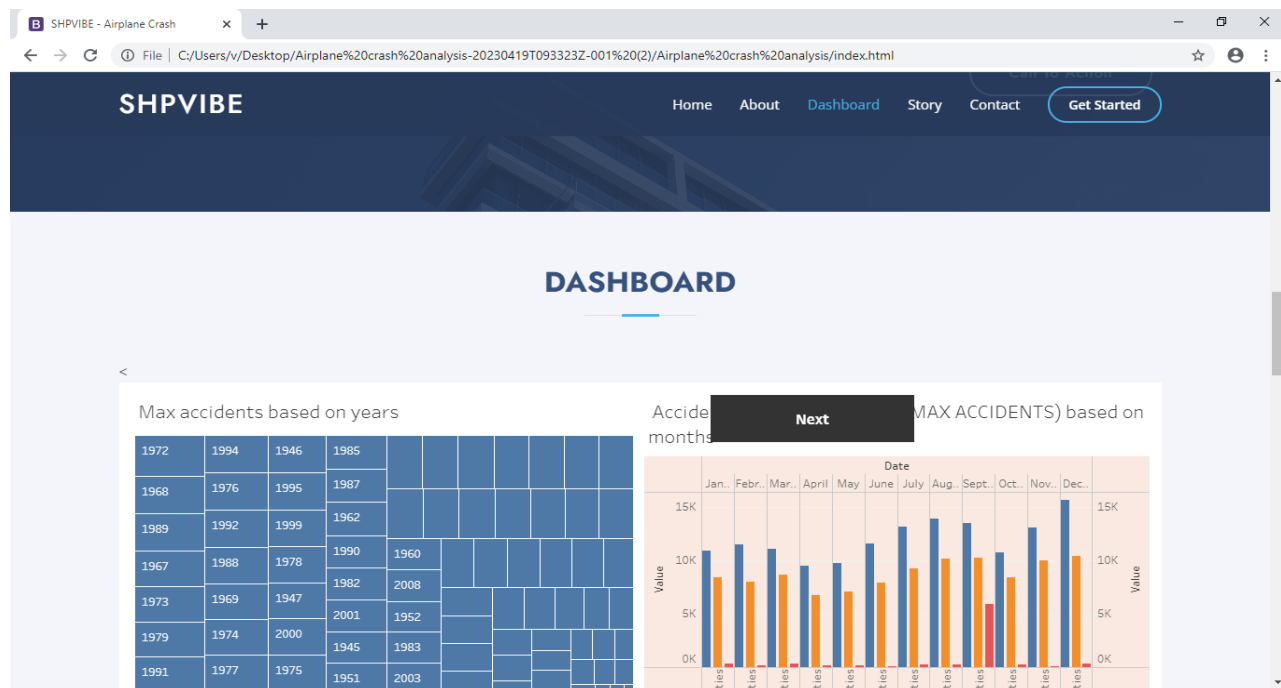 SHPVIBE - Airplane Crash
File | C:/Users/v/Desktop/Airplane%20crash%20analysis-20230419T093323Z-001%20(2)/Airplane%20crash%20analysis/index.html
Call To Action
SHPVIBE Home About Dashboard Story Contact Get Started
DASHBOARD
<
Max accidents based on years
1972 1994 1946 1985
1968 1976 1995 1987
1989 1992 1999 1962
1967 1988 1978 1990 1960
1973 1969 1947 1982 2008
1979 1974 2000 2001 1952
1991 1977 1975 1945 1983
1951 2003
Accide Next MAX ACCIDENTS) based on
months
Date
Jan.. Febr.. Mar.. April May June July Aug.. Sept.. Oct.. Nov.. Dec..
15K 15K
10K 10K
Value Value
5K 5K
0K 0K